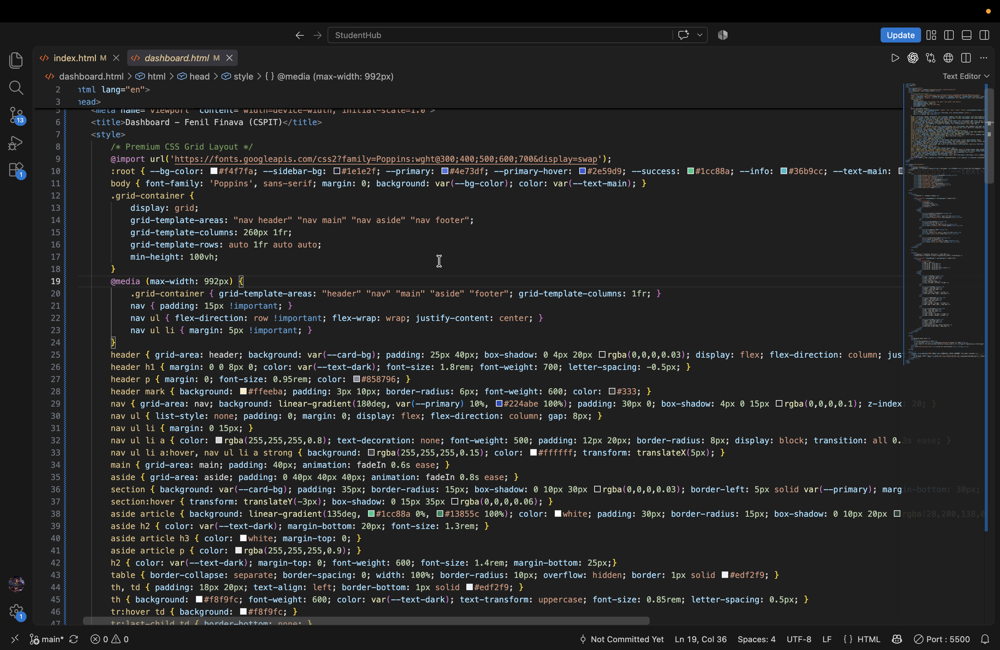 StudentHub
Update
index.html M
dashboard.html M
dashboard.html > html > head > style > { } @media (max-width: 992px)
Text Editor
2 html lang="en">
3 head>
5 <meta name="viewport" content="width=device-width, initial-scale=1.0">
6 <title>Dashboard - Fenil Finava (CSPIT)</title>
7 <style>
8 /* Premium CSS Grid Layout */
9 @import url('https://fonts.googleapis.com/css2?family=Poppins:wght@300;400;500;600;700&display=swap');
10 :root { --bg-color: #f4f7fa; --sidebar-bg: #1e1e2f; --primary: #4e73df; --primary-hover: #2e59d9; --success: #1cc88a; --info: #36b9cc; --text-main: #5a5c69; --text-
11 body { font-family: 'Poppins', sans-serif; margin: 0; background: var(--bg-color); color: var(--text-main); }
12 .grid-container {
13 display: grid;
14 grid-template-areas: "nav header" "nav main" "nav aside" "nav footer";
15 grid-template-columns: 260px 1fr;
16 grid-template-rows: auto 1fr auto auto;
17 min-height: 100vh;
18 }
19 @media (max-width: 992px) {
20 .grid-container { grid-template-areas: "header" "nav" "main" "aside" "footer"; grid-template-columns: 1fr; }
21 nav { padding: 15px !important; }
22 nav ul { flex-direction: row !important; flex-wrap: wrap; justify-content: center; }
23 nav ul li { margin: 5px !important; }
24 }
25 header { grid-area: header; background: var(--card-bg); padding: 25px 40px; box-shadow: 0 4px 20px rgba(0,0,0,0.03); display: flex; flex-direction: column; jus
26 header h1 { margin: 0 0 8px 0; color: var(--text-dark); font-size: 1.8rem; font-weight: 700; letter-spacing: -0.5px; }
27 header p { margin: 0; font-size: 0.95rem; color: #858796; }
28 header mark { background: #ffeeba; padding: 3px 10px; border-radius: 6px; font-weight: 600; color: #333; }
29 nav { grid-area: nav; background: linear-gradient(180deg, var(--primary) 10%, #224abe 100%); padding: 30px 0; box-shadow: 4px 0 15px rgba(0,0,0,0.1); z-index: 20; }
30 nav ul { list-style: none; padding: 0; margin: 0; display: flex; flex-direction: column; gap: 8px; }
31 nav ul li { margin: 0 15px; }
32 nav ul li a { color: rgba(255,255,255,0.8); text-decoration: none; font-weight: 500; padding: 12px 20px; border-radius: 8px; display: block; transition: all 0.3s ease; }
33 nav ul li a:hover, nav ul li a strong { background: rgba(255,255,255,0.15); color: #ffffff; transform: translateX(5px); }
34 main { grid-area: main; padding: 40px; animation: fadeIn 0.6s ease; }
35 aside { grid-area: aside; padding: 0 40px 40px 40px; animation: fadeIn 0.8s ease; }
36 section { background: var(--card-bg); padding: 35px; border-radius: 15px; box-shadow: 0 10px 30px rgba(0,0,0,0.03); border-left: 5px solid var(--primary); margin-bottom: 30px;
37 section:hover { transform: translateY(-3px); box-shadow: 0 15px 35px rgba(0,0,0,0.06); }
38 aside article { background: linear-gradient(135deg, #1cc88a 0%, #13855c 100%); color: white; padding: 30px; border-radius: 15px; box-shadow: 0 10px 20px rgba(28,200,138,0
39 aside h2 { color: var(--text-dark); margin-bottom: 20px; font-size: 1.3rem; }
40 aside article h3 { color: white; margin-top: 0; }
41 aside article p { color: rgba(255,255,255,0.9); }
42 h2 { color: var(--text-dark); margin-top: 0; font-weight: 600; font-size: 1.4rem; margin-bottom: 25px;}
43 table { border-collapse: separate; border-spacing: 0; width: 100%; border-radius: 10px; overflow: hidden; border: 1px solid #edf2f9; }
44 th, td { padding: 18px 20px; text-align: left; border-bottom: 1px solid #edf2f9; }
45 th { background: #f8f9fc; font-weight: 600; color: var(--text-dark); text-transform: uppercase; font-size: 0.85rem; letter-spacing: 0.5px; }
46 tr:hover td { background: #f8f9fc; }
47 tr:last-child td { border-bottom: none; }
13
1
1
main* 0 0
Not Committed Yet Ln 19, Col 36 Spaces: 4 UTF-8 LF { } HTML Port : 5500